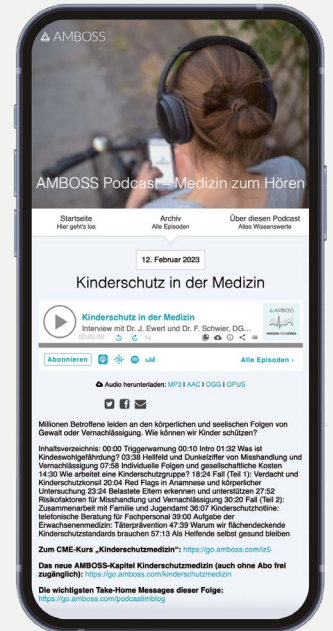 AMBOSS
AMBOSS Podcast – Medizin zum Hören
Startseite
Hier geht's los
Archiv
Alle Episoden
Über diesen Podcast
Alles Wissenswerte
12. Februar 2023
Kinderschutz in der Medizin
Kinderschutz in der Medizin
Interview mit Dr. J. Ewert und Dr. F. Schwier, DG...
00:00:00
1x
AMBOSS
MEDIZIN ZUM HÖREN
Abonnieren
Alle Episoden ›
Audio herunterladen: MP3 I AAC I OGG I OPUS
Millionen Betroffene leiden an den körperlichen und seelischen Folgen von
Gewalt oder Vernachlässigung. Wie können wir Kinder schützen?
Inhaltsverzeichnis: 00:00 Triggerwarnung 00:10 Intro 01:32 Was ist
Kindeswohlgefährdung? 03:38 Hellfeld und Dunkelziffer von Misshandlung und
Vernachlässigung 07:58 Individuelle Folgen und gesellschaftliche Kosten
14:30 Wie arbeitet eine Kinderschutzgruppe? 18:24 Fall (Teil 1): Verdacht und
Kinderschutzkonsil 20:04 Red Flags in Anamnese und körperlicher
Untersuchung 23:24 Belastete Eltern erkennen und unterstützen 27:52
Risikofaktoren für Misshandlung und Vernachlässigung 30:20 Fall (Teil 2):
Zusammenarbeit mit Familie und Jugendamt 36:07 Kinderschutzhotline:
telefonische Beratung für Fachpersonal 39:00 Aufgabe der
Erwachsenenmedizin: Täterprävention 47:39 Warum wir flächendeckende
Kinderschutzstandards brauchen 57:13 Als Helfende selbst gesund bleiben
Zum CME-Kurs „Kinderschutzmedizin“: https://go.amboss.com/iz5
Das neue AMBOSS-Kapitel Kinderschutzmedizin (auch ohne Abo frei
zugänglich): https://go.amboss.com/kinderschutzmedizin
Die wichtigsten Take-Home Messages dieser Folge:
https://go.amboss.com/podcastimblog